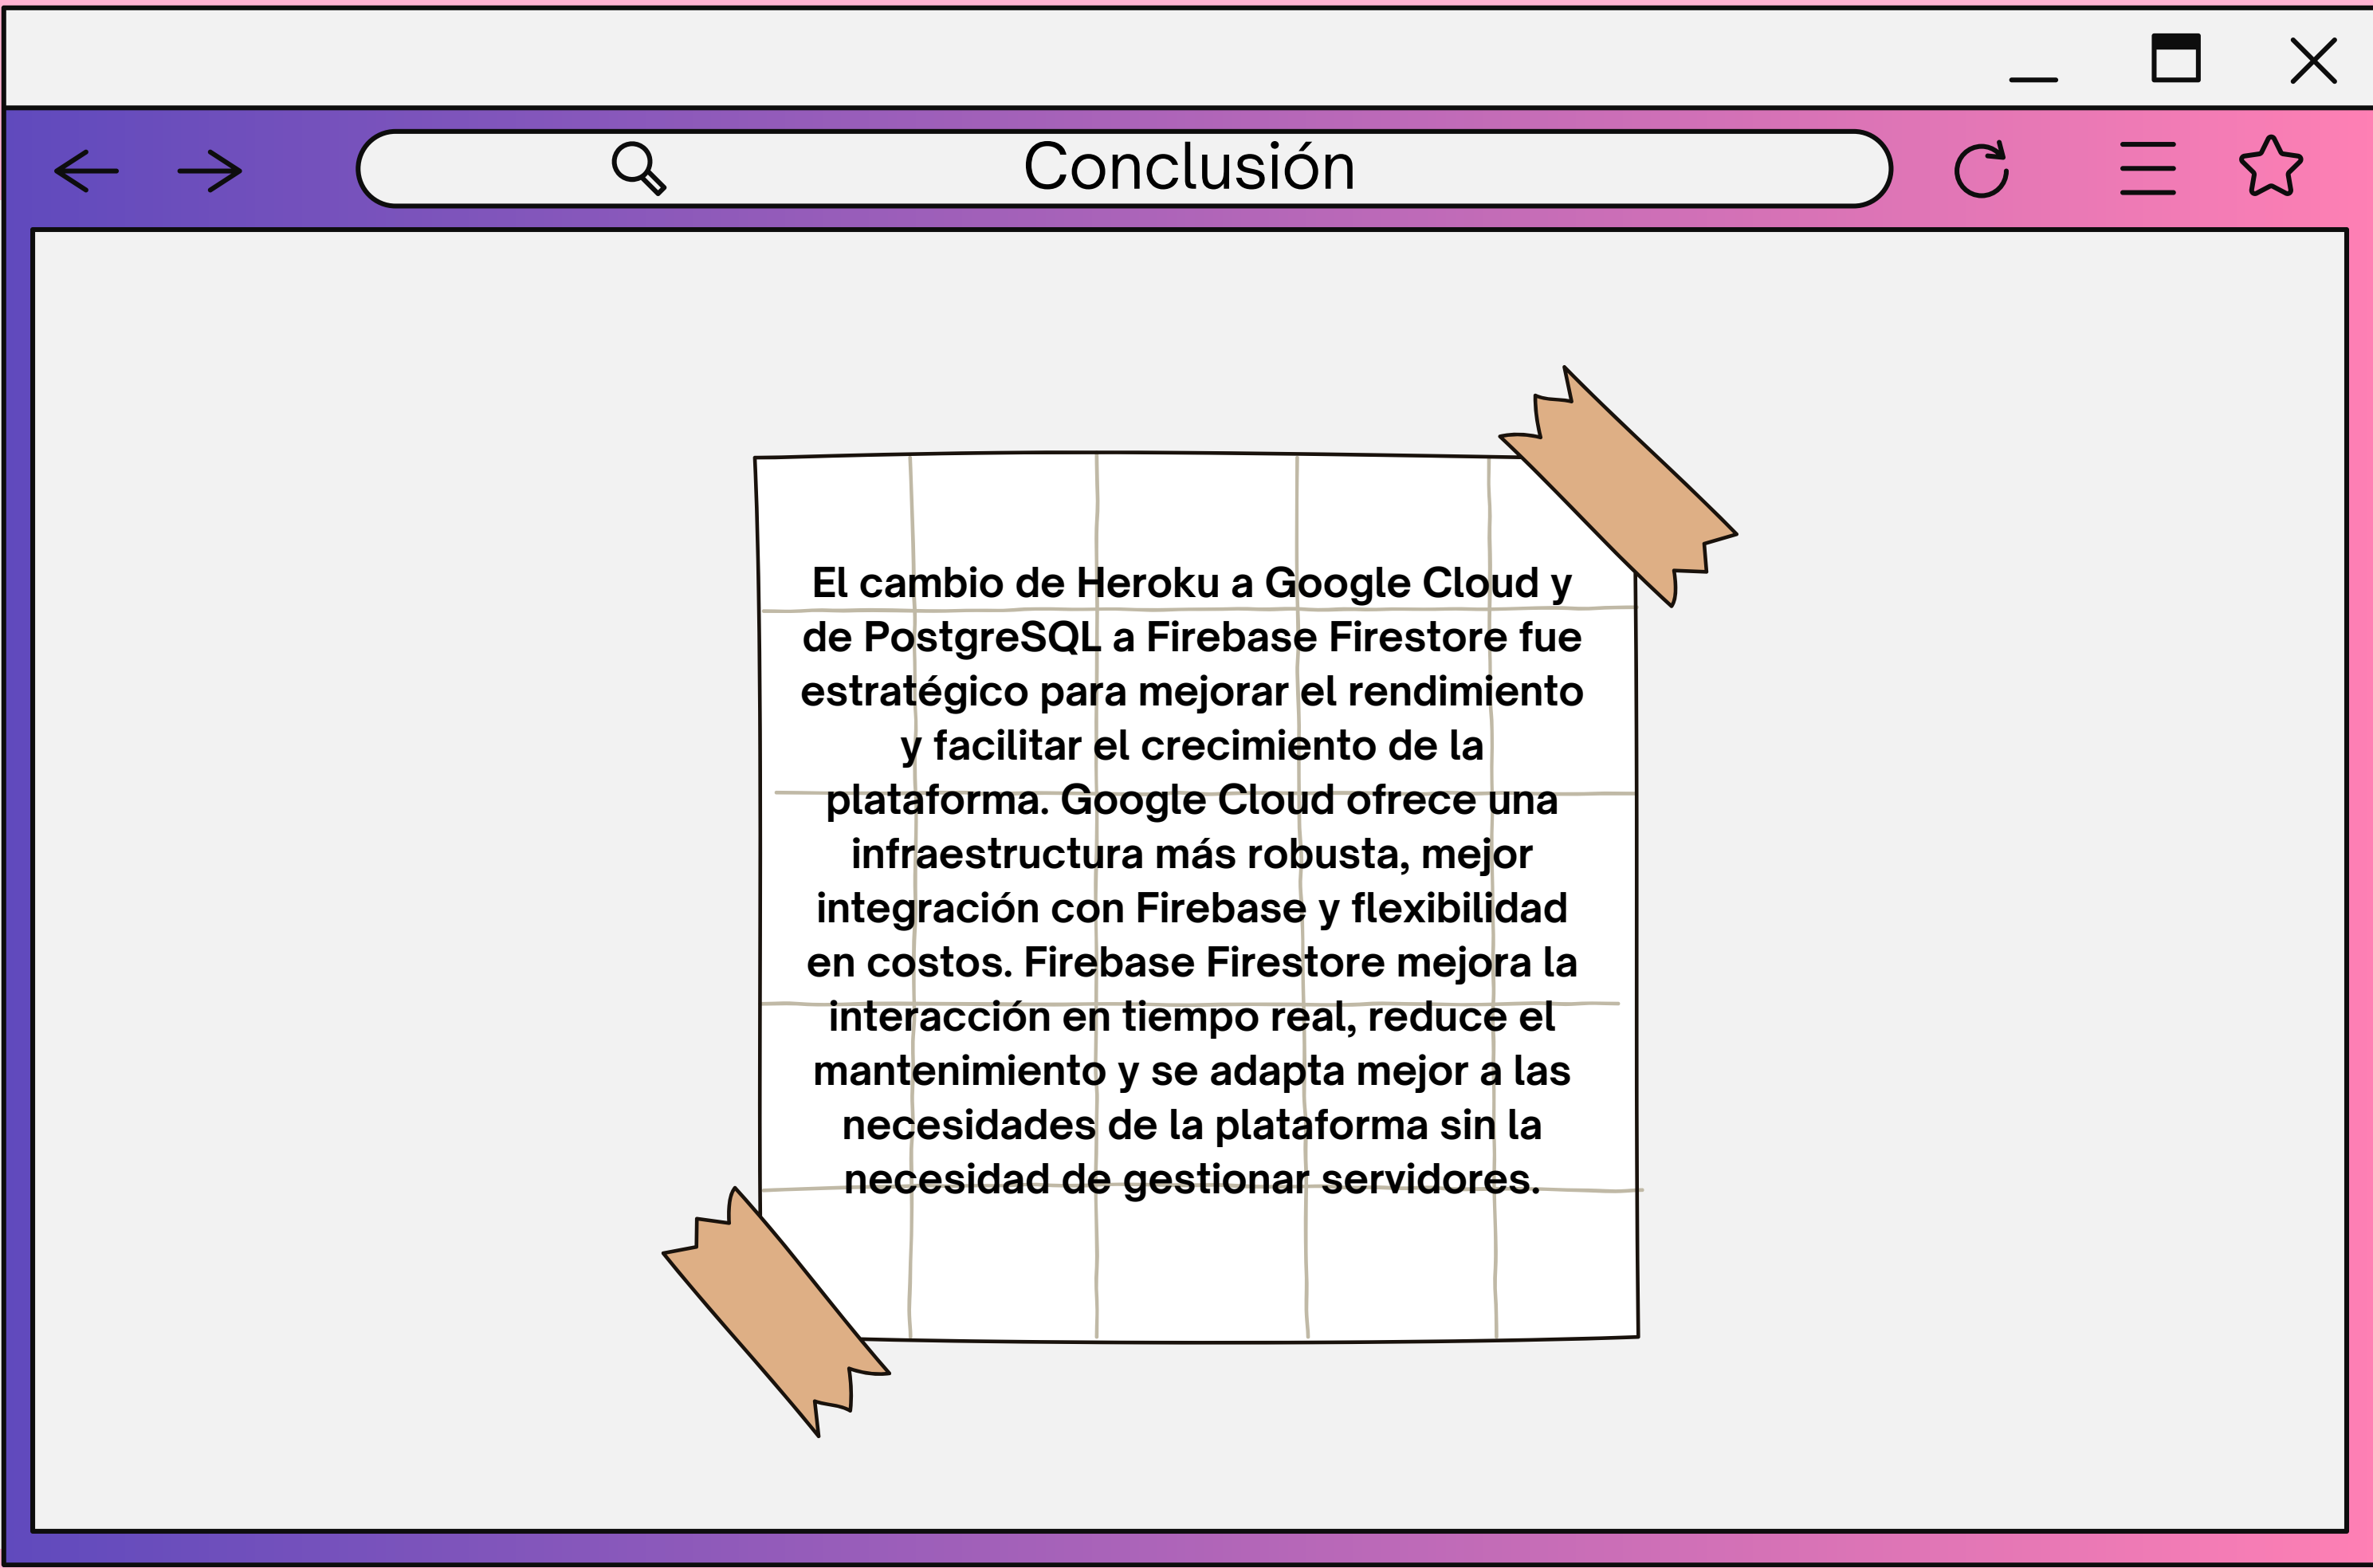 Conclusión
El cambio de Heroku a Google Cloud y
de PostgreSQL a Firebase Firestore fue
estratégico para mejorar el rendimiento
y facilitar el crecimiento de la
plataforma. Google Cloud ofrece una
infraestructura más robusta, mejor
integración con Firebase y flexibilidad
en costos. Firebase Firestore mejora la
interacción en tiempo real, reduce el
mantenimiento y se adapta mejor a las
necesidades de la plataforma sin la
necesidad de gestionar servidores.